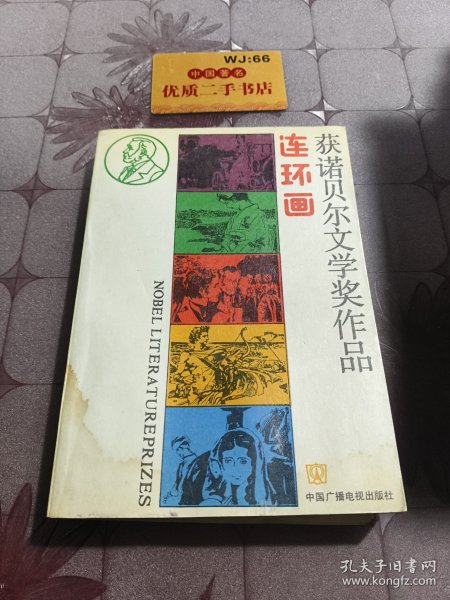 WJ:66
中国著名
优质二手书店
获诺贝尔文学奖作品
连环画
NOBEL LITERATUREPRIZES
中国广播电视出版社
孔夫子旧书网
www.kongfz.com